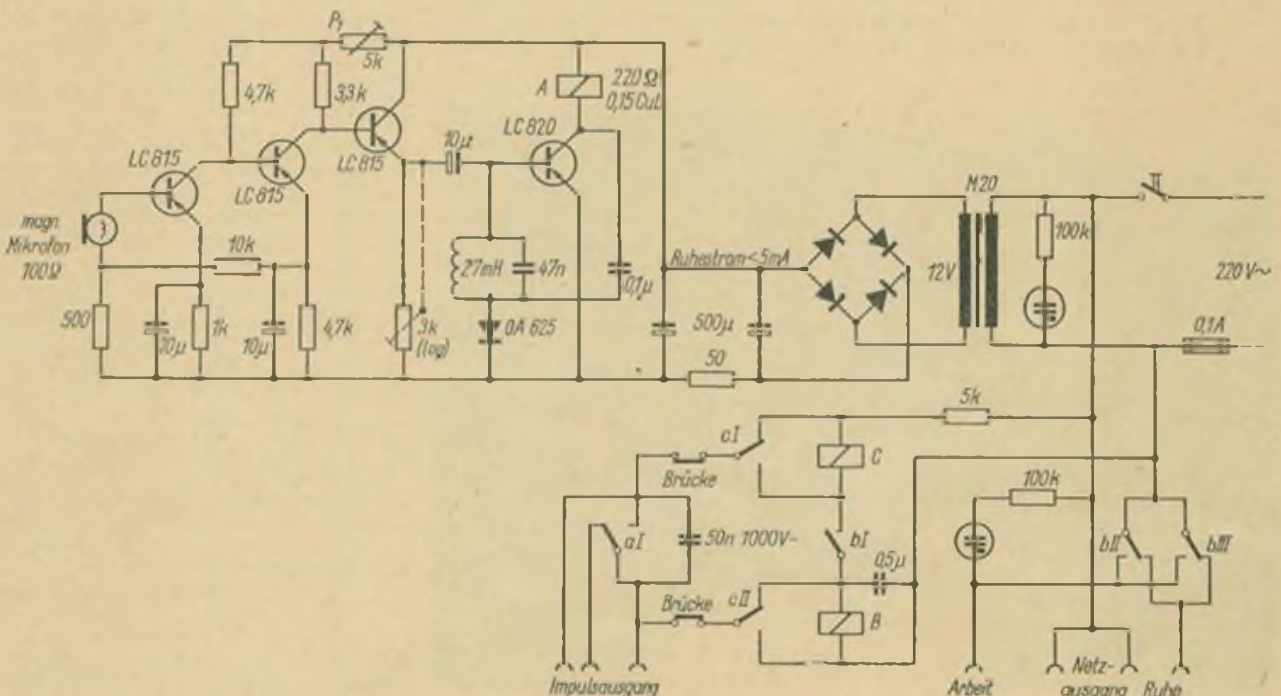 P1
5k
4,7k
3,3k
A
220 Ω
0,15 CuL
LC 820
LC 815
LC 815
LC 815
10µ
magn.
Mikrofon
100Ω
10k
500
1k
10µ
4,7k
3k
(log)
27mH
47n
0,1µ
0A 625
Ruhestrom<5mA
500µ
50
12V
M20
100k
220V~
0,1A
5k
cI
C
Brücke
aI
50n 1000V-
bI
0,5µ
100k
bII
bIII
Brücke
cII
B
Impulsausgang
Arbeit
Netz-
ausgang
Ruhe